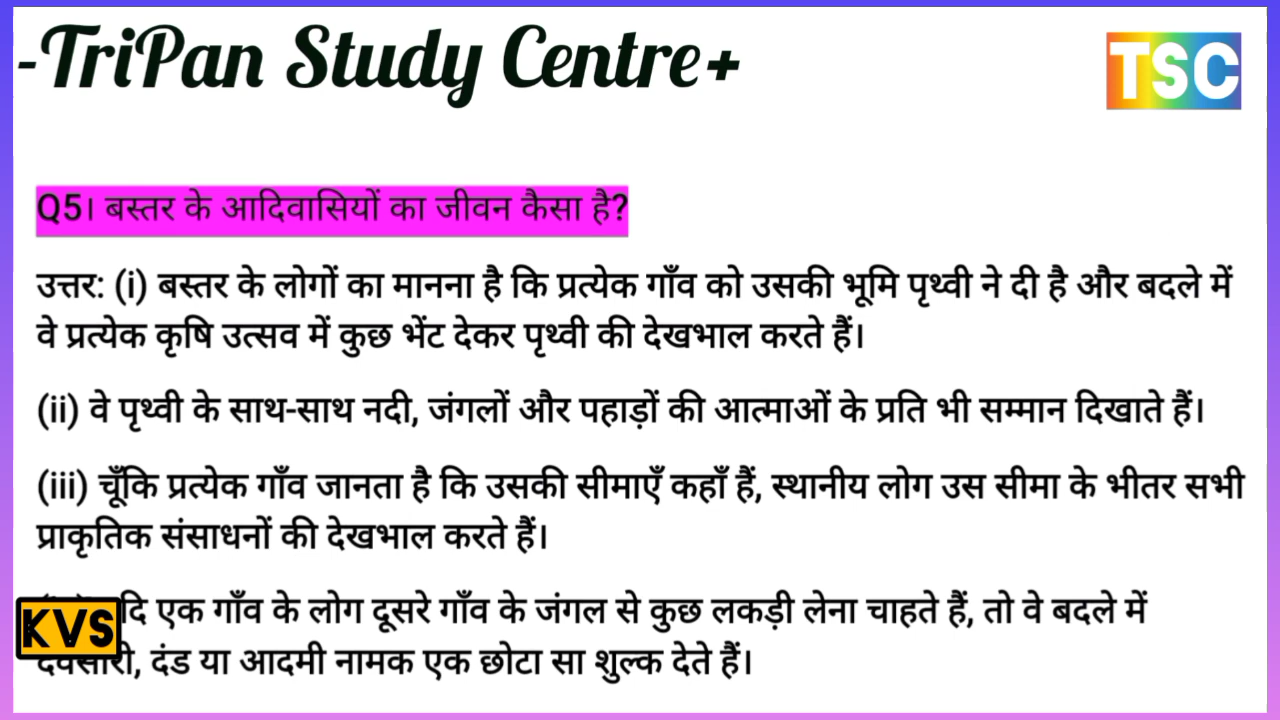 -TriPan Study Centre+
TSC
Q5। बस्तर के आदिवासियों का जीवन कैसा है?
उत्तर: (i) बस्तर के लोगों का मानना है कि प्रत्येक गाँव को उसकी भूमि पृथ्वी ने दी है और बदले में
वे प्रत्येक कृषि उत्सव में कुछ भेंट देकर पृथ्वी की देखभाल करते हैं।
(ii) वे पृथ्वी के साथ-साथ नदी, जंगलों और पहाड़ों की आत्माओं के प्रति भी सम्मान दिखाते हैं।
(iii) चूँकि प्रत्येक गाँव जानता है कि उसकी सीमाएँ कहाँ हैं, स्थानीय लोग उस सीमा के भीतर सभी
प्राकृतिक संसाधनों की देखभाल करते हैं।
एक गाँव के लोग दूसरे गाँव के जंगल से कुछ लकड़ी लेना चाहते हैं, तो वे बदले में
KVS
दंड या आदमी नामक एक छोटा सा शुल्क देते हैं।